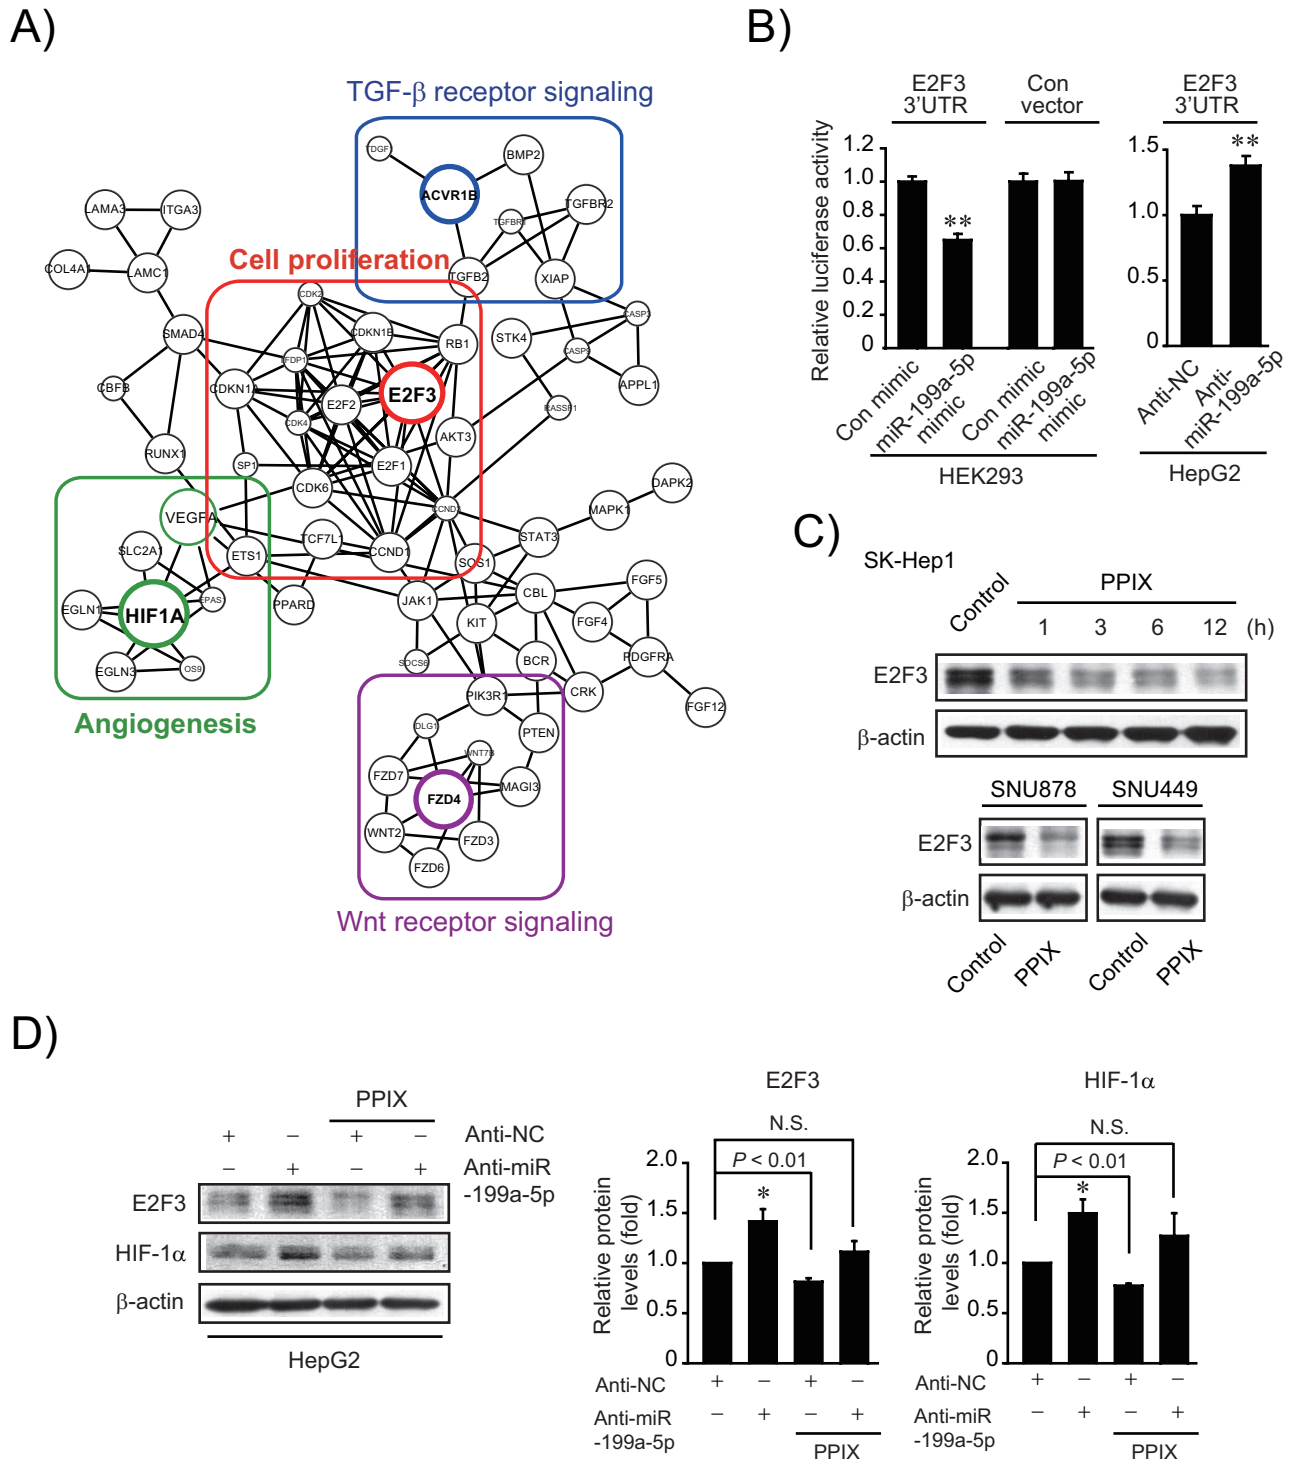 A)
TGF-β receptor signaling
TDGF
BMP2
ACVR1B
TGFBR2
LAMA3
ITGA3
COL4A1
LAMC1
Cell proliferation
TGFB2
XIAP
CDK2
CASP3
SMAD4
CDKN1B
RB1
STK4
TFDP1
CASP9
CBFB
CDKN1A
E2F3
APPL1
E2F2
RASSF1
CDK4
AKT3
RUNX1
SP1
E2F1
CDK6
DAPK2
VEGFA
MAPK1
SLC2A1
ETS1
TCF7L1
CCND1
STAT3
SOS1
EGLN1
HIF1A
EPAS1
PPARD
JAK1
CBL
FGF5
KIT
FGF4
EGLN3
OS9
SOCS6
BCR
PDGFRA
PIK3R1
CRK
FGF12
Angiogenesis
DLG1
PTEN
FZD7
WNT7B
FZD4
MAGI3
WNT2
FZD3
FZD6
Wnt receptor signaling
B)
E2F3
3’UTR
Con
vector
E2F3
3’UTR
Relative luciferase activity
1.2
1.0
0.8
0.6
0.4
0.2
0
**
1.5
1.0
0.5
0
**
Con mimic
miR-199a-5p
mimic
Con mimic
miR-199a-5p
mimic
HEK293
Anti-NC
Anti-
miR-199a-5p
HepG2
C)
SK-Hep1
Control
PPIX
1 3 6 12 (h)
E2F3
β-actin
SNU878 SNU449
E2F3
β-actin
Control PPIX Control PPIX
D)
PPIX
+ − + − Anti-NC
− + − + Anti-miR
-199a-5p
E2F3
HIF-1α
β-actin
HepG2
E2F3
N.S.
P < 0.01
*
Relative protein
levels (fold)
2.0
1.5
1.0
0.5
0
Anti-NC + − + −
Anti-miR − + − +
-199a-5p
PPIX
HIF-1α
N.S.
P < 0.01
*
Relative protein
levels (fold)
2.0
1.5
1.0
0.5
0
Anti-NC + − + −
Anti-miR − + − +
-199a-5p
PPIX